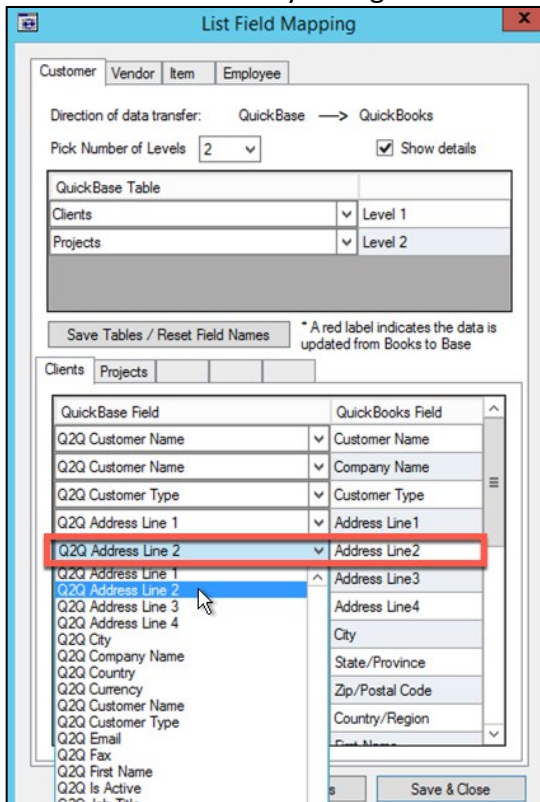 List Field Mapping
X
Customer Vendor Item Employee
Direction of data transfer: QuickBase —> QuickBooks
Pick Number of Levels 2 Show details
QuickBase Table
Clients Level 1
Projects Level 2
Save Tables / Reset Field Names
* A red label indicates the data is
updated from Books to Base
Clients Projects
QuickBase Field QuickBooks Field
Q2Q Customer Name Customer Name
Q2Q Customer Name Company Name
Q2Q Customer Type Customer Type
Q2Q Address Line 1 Address Line1
Q2Q Address Line 2 Address Line2
Q2Q Address Line 1 Address Line3
Q2Q Address Line 2
Q2Q Address Line 3 Address Line4
Q2Q Address Line 4
Q2Q City City
Q2Q Company Name
Q2Q Country State/Province
Q2Q Currency Zip/Postal Code
Q2Q Customer Name
Q2Q Customer Type Country/Region
Q2Q Email
Q2Q Fax
Q2Q First Name
Q2Q Is Active
s Save & Close